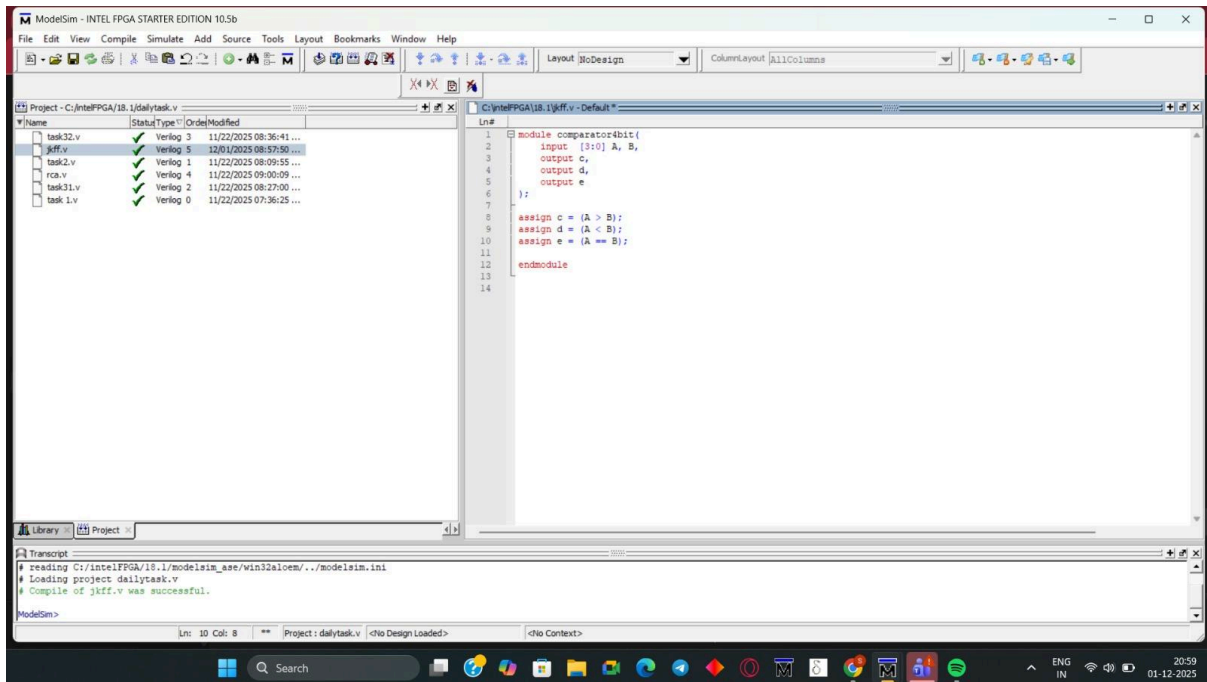 ModelSim - INTEL FPGA STARTER EDITION 10.5b
File Edit View Compile Simulate Add Source Tools Layout Bookmarks Window Help
Layout NoDesign
ColumnLayout AllColumns
Project - C:/intelFPGA/18.1/dailytask.v
Name Statu Type Orde Modified
task32.v Verilog 3 11/22/2025 08:36:41 ...
jkff.v Verilog 5 12/01/2025 08:57:50 ...
task2.v Verilog 1 11/22/2025 08:09:55 ...
rca.v Verilog 4 11/22/2025 09:00:09 ...
task31.v Verilog 2 11/22/2025 08:27:00 ...
task 1.v Verilog 0 11/22/2025 07:36:25 ...
Library
Project
C:\intelFPGA\18.1\jkff.v - Default *
Ln#
1 module comparator4bit(
2 input [3:0] A, B,
3 output c,
4 output d,
5 output e
6 );
7
8 assign c = (A > B);
9 assign d = (A < B);
10 assign e = (A == B);
11
12 endmodule
13
14
Transcript
# reading C:/intelFPGA/18.1/modelsim_ase/win32aloem/../modelsim.ini
# Loading project dailytask.v
# Compile of jkff.v was successful.
ModelSim>
Ln: 10 Col: 8 ** Project : dailytask.v <No Design Loaded> <No Context>
Search
ENG
IN
20:59
01-12-2025